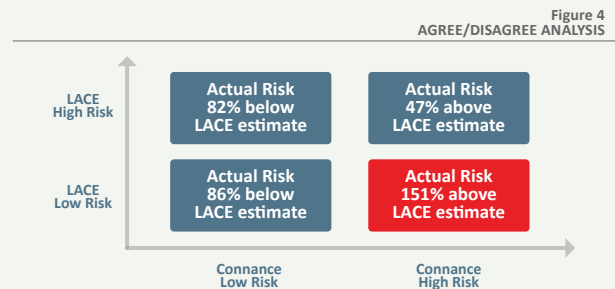 Figure 4
AGREE/DISAGREE ANALYSIS
LACE
High Risk
Actual Risk
82% below
LACE estimate
Actual Risk
47% above
LACE estimate
LACE
Low Risk
Actual Risk
86% below
LACE estimate
Actual Risk
151% above
LACE estimate
Connance
Low Risk
Connance
High Risk